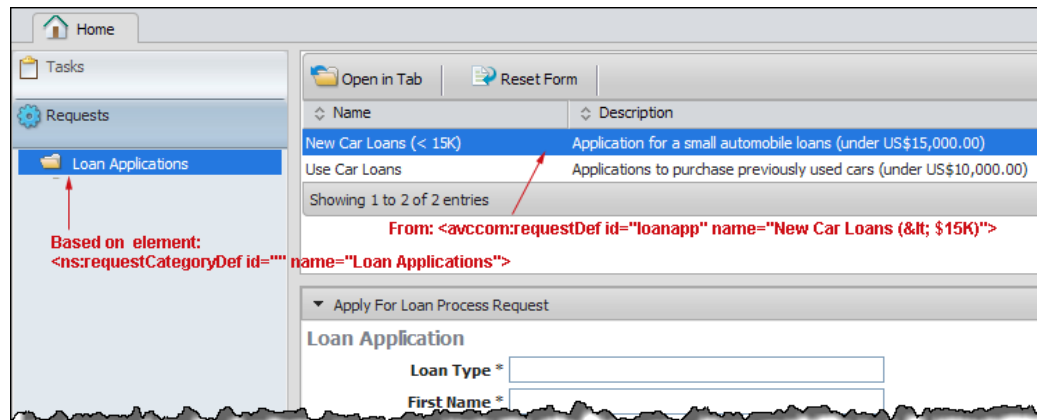 Home
Tasks
Requests
Loan Applications
Based on element:
<ns:requestCategoryDef id="" name="Loan Applications">
Open in Tab
Reset Form
Name
Description
New Car Loans (< 15K)
Application for a small automobile loans (under US$15,000.00)
Use Car Loans
Applications to purchase previously used cars (under US$10,000.00)
Showing 1 to 2 of 2 entries
From: <avccom:requestDef id="loanapp" name="New Car Loans (&lt; $15K)">
Apply For Loan Process Request
Loan Application
Loan Type *
First Name *